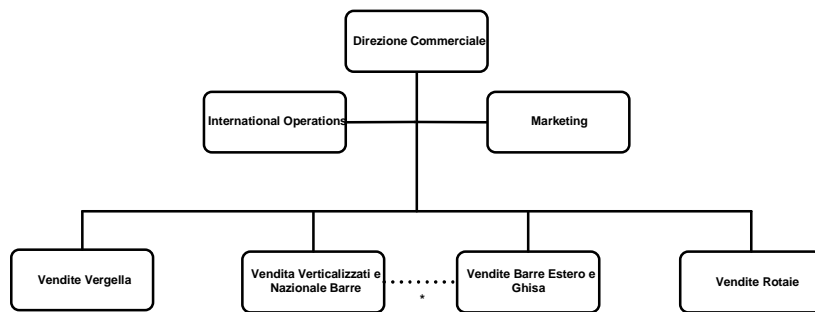 Direzione Commerciale
International Operations
Marketing
Vendite Vergella
Vendita Verticalizzati e
Nazionale Barre
*
Vendite Barre Estero e
Ghisa
Vendite Rotaie